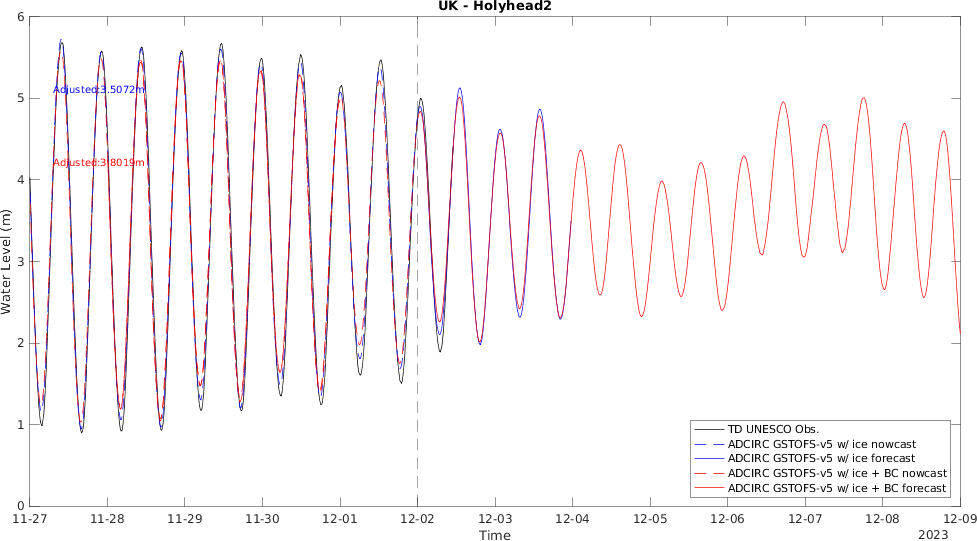 UK - Holyhead2
6
5
4
3
2
1
0
Water Level (m)
Adjusted:3.5072m
Adjusted:3.8019m
TD UNESCO Obs.
ADCIRC GSTOFS-v5 w/ ice nowcast
ADCIRC GSTOFS-v5 w/ ice forecast
ADCIRC GSTOFS-v5 w/ ice + BC nowcast
ADCIRC GSTOFS-v5 w/ ice + BC forecast
11-27 11-28 11-29 11-30 12-01 12-02 12-03 12-04 12-05 12-06 12-07 12-08 12-09
Time
2023